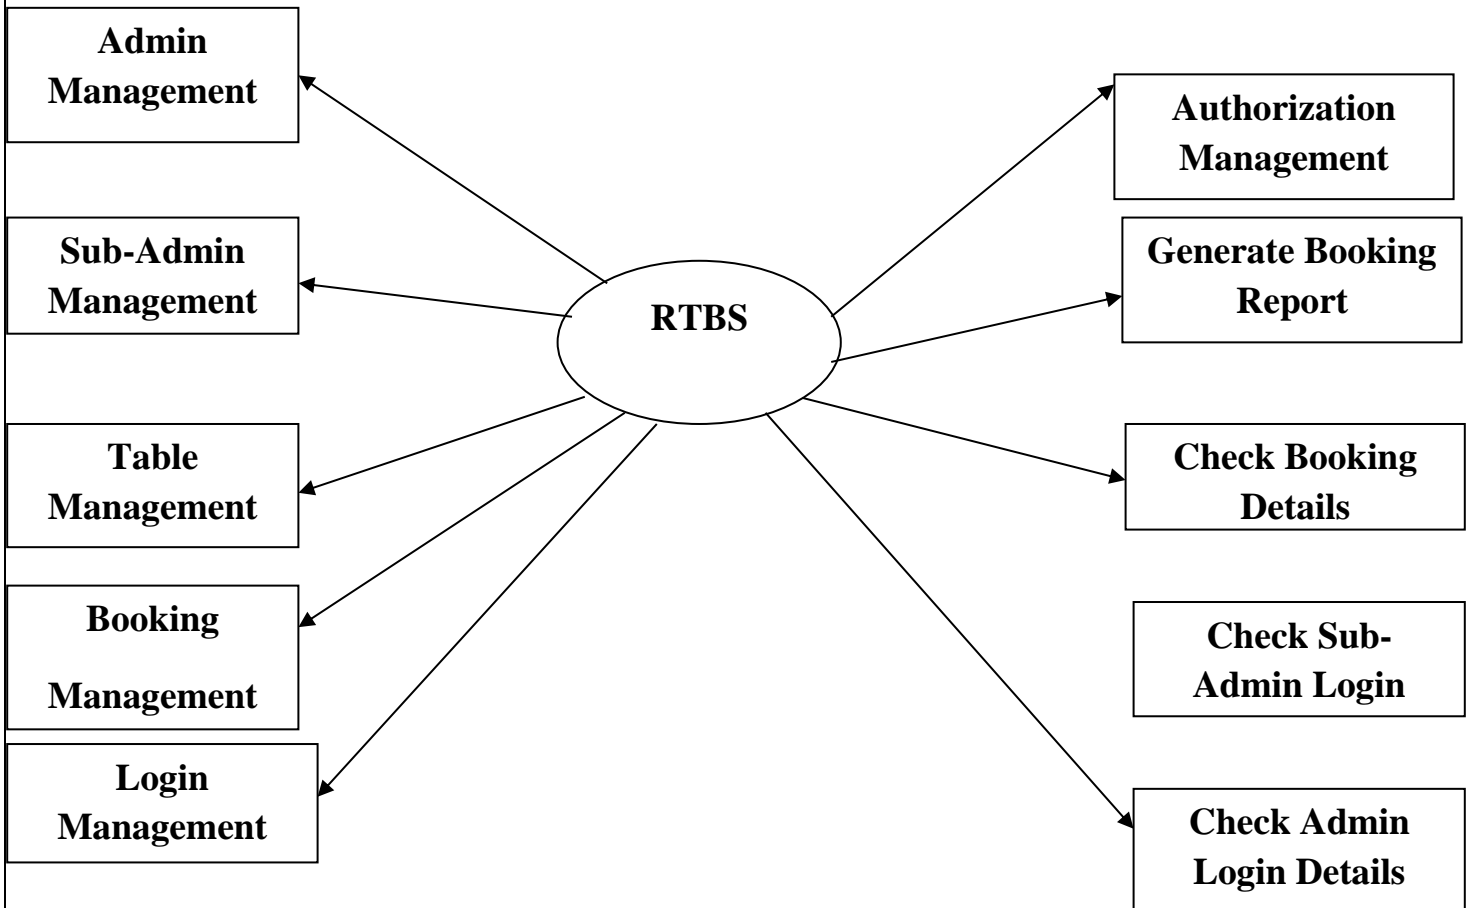 Admin
Management
Sub-Admin
Management
Table
Management
Booking
Management
Login
Management
RTBS
Authorization
Management
Generate Booking
Report
Check Booking
Details
Check Sub-
Admin Login
Check Admin
Login Details